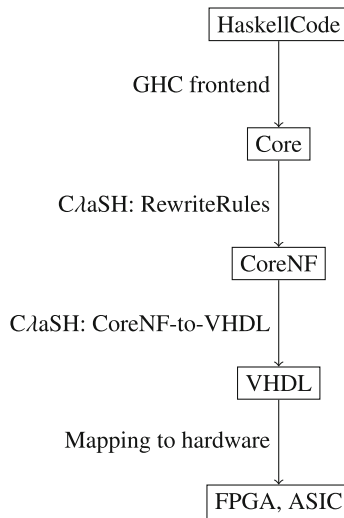 HaskellCode
GHC frontend
Core
CλaSH: RewriteRules
CoreNF
CλaSH: CoreNF-to-VHDL
VHDL
Mapping to hardware
FPGA, ASIC